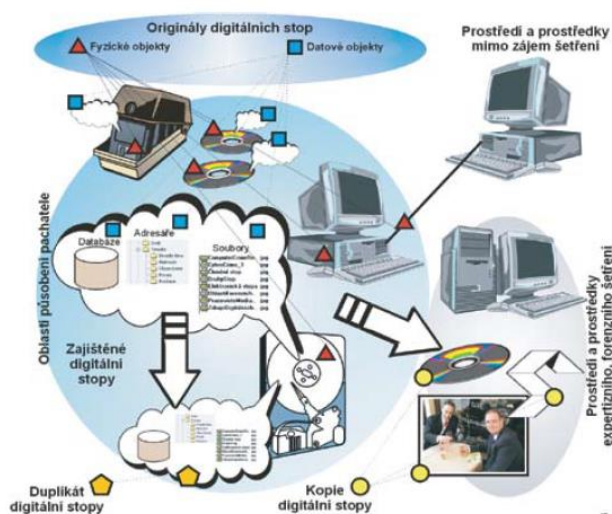 Originály digitálních stop
Fyzické objekty
Datové objekty
Prostředí a prostředky
mimo zájem šetření
Oblasti působení pachatele
Databáze
Adresáře
Soubory
Zajištěné
digitální
stopy
Prostředí a prostředky
expertizního, forenzního šetření
Duplikát
digitální stopy
Kopie
digitální stopy